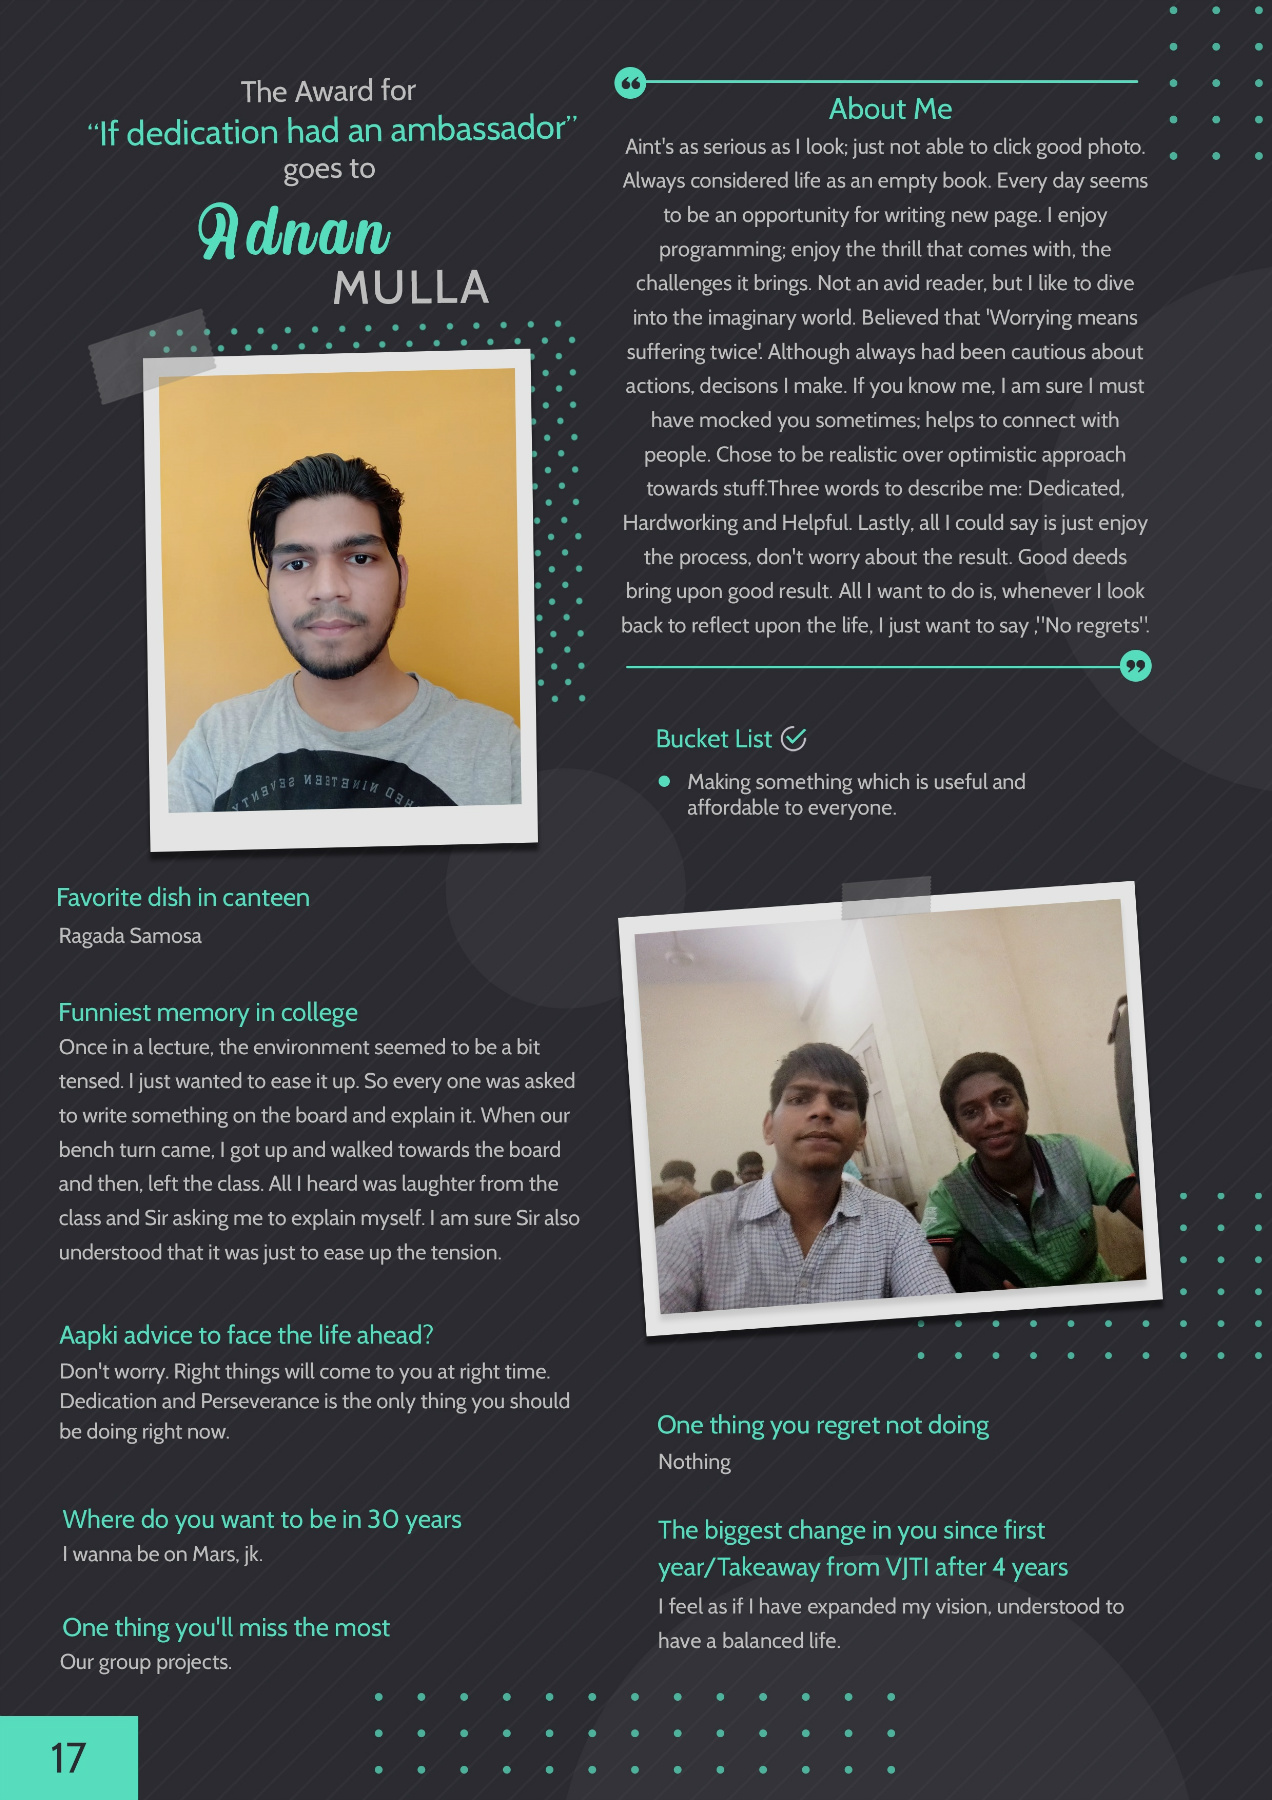 The Award for
“If dedication had an ambassador”
goes to
Adnan
MULLA
“
About Me
Aint's as serious as I look; just not able to click good photo.
Always considered life as an empty book. Every day seems
to be an opportunity for writing new page. I enjoy
programming; enjoy the thrill that comes with, the
challenges it brings. Not an avid reader, but I like to dive
into the imaginary world. Believed that 'Worrying means
suffering twice'. Although always had been cautious about
actions, decisons I make. If you know me, I am sure I must
have mocked you sometimes; helps to connect with
people. Chose to be realistic over optimistic approach
towards stuff.Three words to describe me: Dedicated,
Hardworking and Helpful. Lastly, all I could say is just enjoy
the process, don't worry about the result. Good deeds
bring upon good result. All I want to do is, whenever I look
back to reflect upon the life, I just want to say ,"No regrets".
”
Bucket List
Making something which is useful and
affordable to everyone.
HED NINETEEN SEVENTY
Favorite dish in canteen
Ragada Samosa
Funniest memory in college
Once in a lecture, the environment seemed to be a bit
tensed. I just wanted to ease it up. So every one was asked
to write something on the board and explain it. When our
bench turn came, I got up and walked towards the board
and then, left the class. All I heard was laughter from the
class and Sir asking me to explain myself. I am sure Sir also
understood that it was just to ease up the tension.
Aapki advice to face the life ahead?
Don't worry. Right things will come to you at right time.
Dedication and Perseverance is the only thing you should
be doing right now.
Where do you want to be in 30 years
I wanna be on Mars, jk.
One thing you'll miss the most
Our group projects.
One thing you regret not doing
Nothing
The biggest change in you since first
year/Takeaway from VJTI after 4 years
I feel as if I have expanded my vision, understood to
have a balanced life.
17